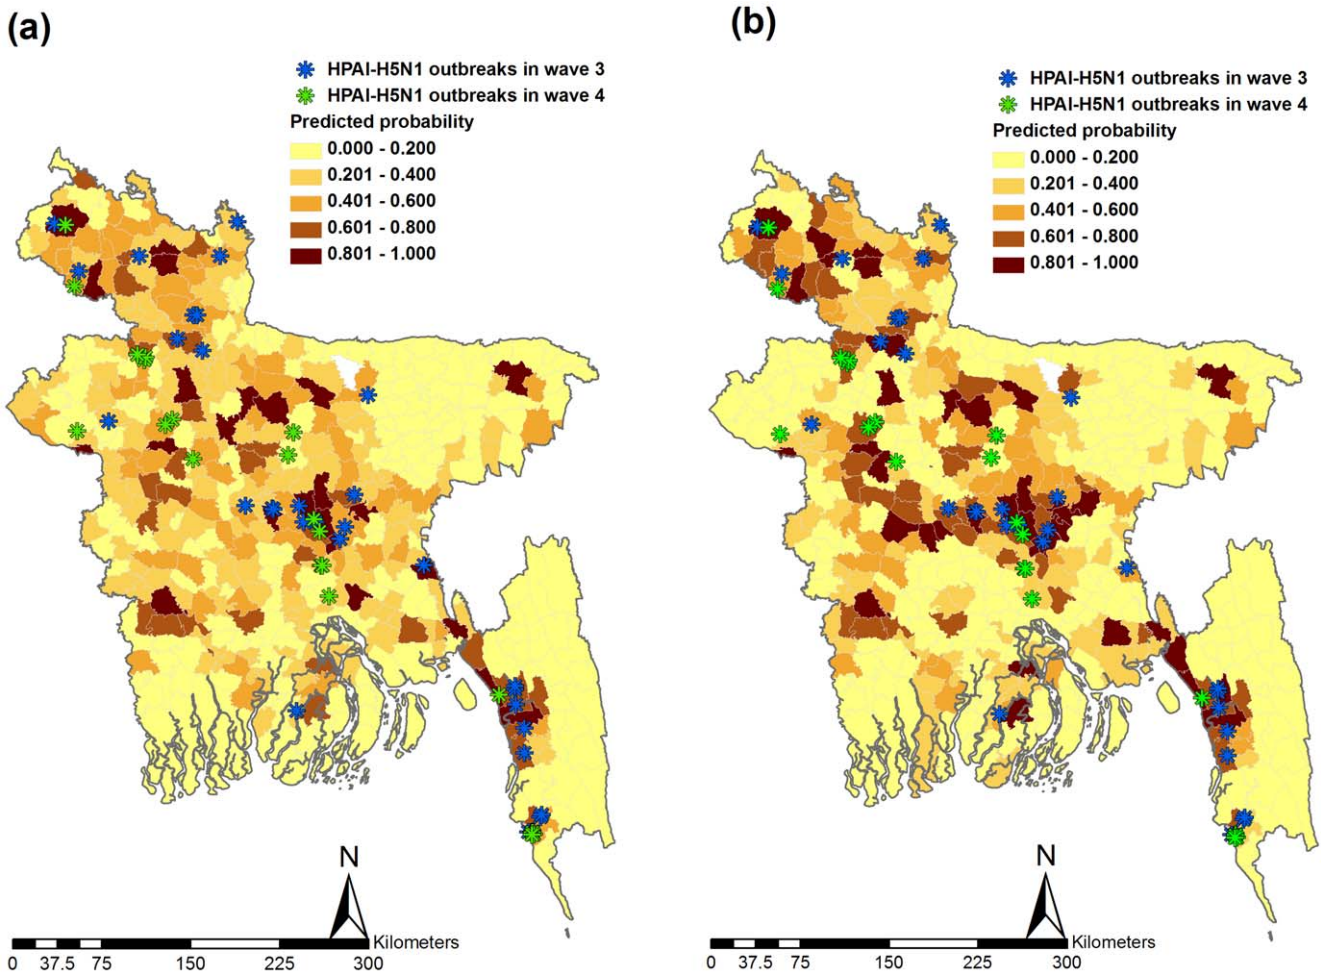 (a)
HPAI-H5N1 outbreaks in wave 3
HPAI-H5N1 outbreaks in wave 4
Predicted probability
0.000 - 0.200
0.201 - 0.400
0.401 - 0.600
0.601 - 0.800
0.801 - 1.000
N
Kilometers
0 37.5 75 150 225 300
(b)
HPAI-H5N1 outbreaks in wave 3
HPAI-H5N1 outbreaks in wave 4
Predicted probability
0.000 - 0.200
0.201 - 0.400
0.401 - 0.600
0.601 - 0.800
0.801 - 1.000
N
Kilometers
0 37.5 75 150 225 300